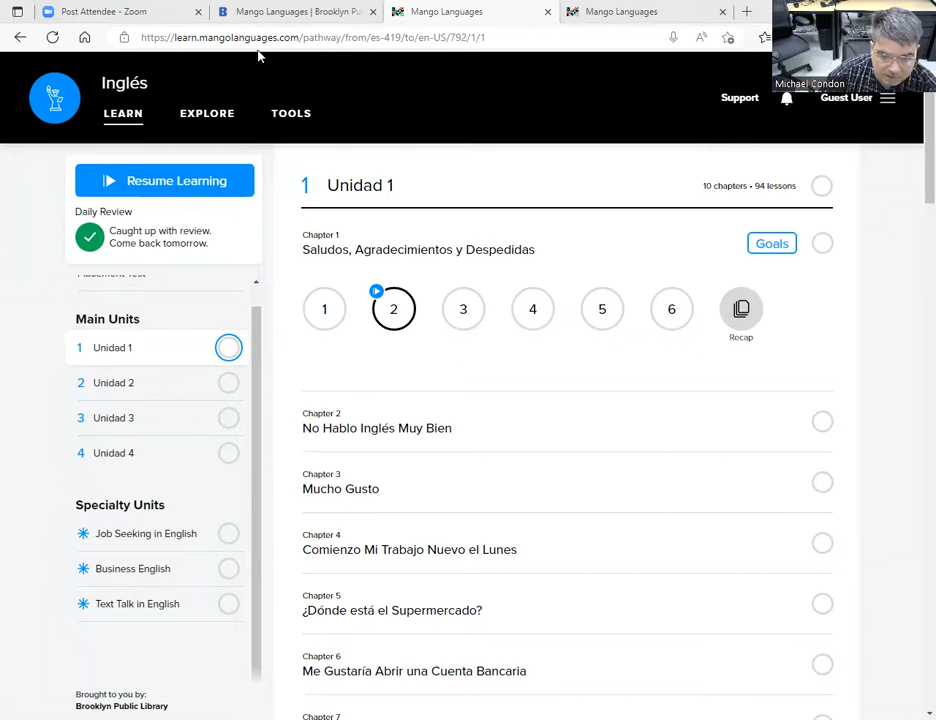 Post Attendee - Zoom
Mango Languages | Brooklyn Pu
Mango Languages
Mango Languages
https://learn.mangolanguages.com/pathway/from/es-419/to/en-US/792/1/1
Michael Condon
Inglés
LEARN
EXPLORE
TOOLS
Support
Guest User
Resume Learning
Daily Review
Caught up with review.
Come back tomorrow.
Placement Test
Main Units
1 Unidad 1
2 Unidad 2
3 Unidad 3
4 Unidad 4
Specialty Units
Job Seeking in English
Business English
Text Talk in English
Brought to you by:
Brooklyn Public Library
1 Unidad 1
10 chapters • 94 lessons
Chapter 1
Saludos, Agradecimientos y Despedidas
Goals
1 2 3 4 5 6
Recap
Chapter 2
No Hablo Inglés Muy Bien
Chapter 3
Mucho Gusto
Chapter 4
Comienzo Mi Trabajo Nuevo el Lunes
Chapter 5
¿Dónde está el Supermercado?
Chapter 6
Me Gustaría Abrir una Cuenta Bancaria
Chapter 7